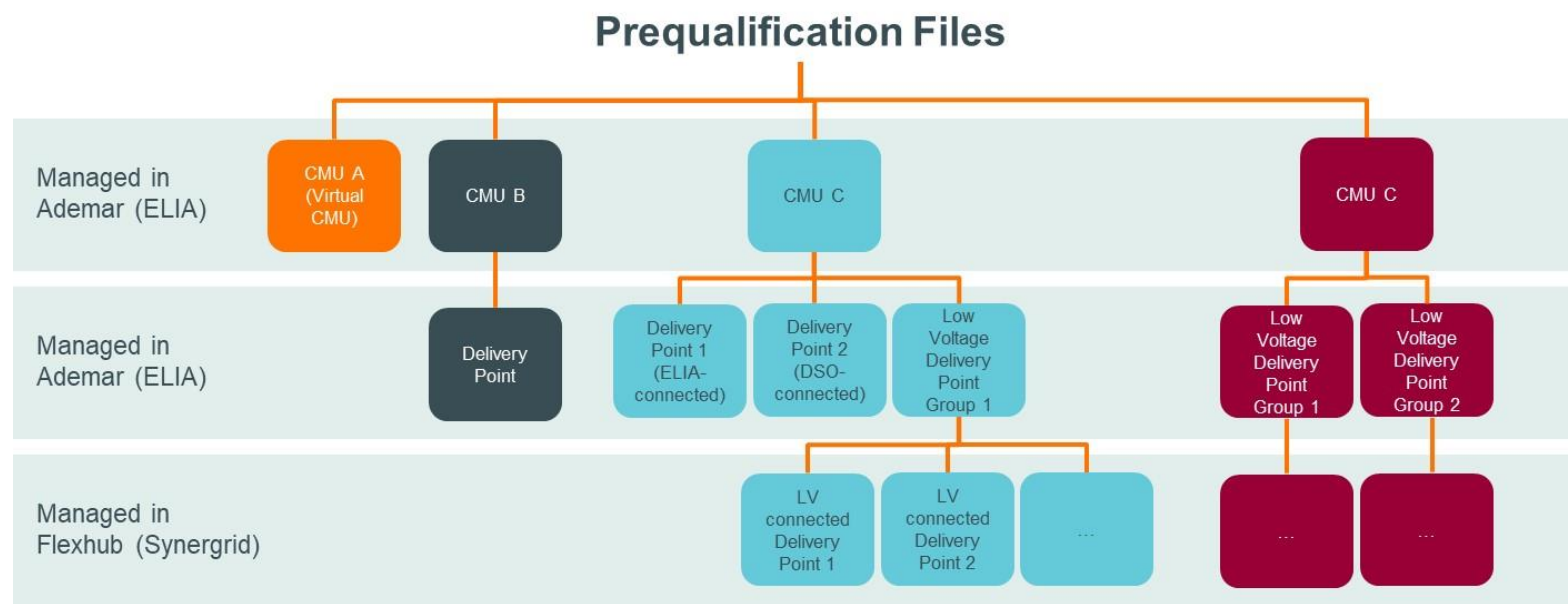 Prequalification Files
Managed in
Ademar (ELIA)
CMU A
(Virtual
CMU)
CMU B
CMU C
CMU C
Managed in
Ademar (ELIA)
Delivery
Point
Delivery
Point 1
(ELIA-
connected)
Delivery
Point 2
(DSO-
connected)
Low
Voltage
Delivery
Point
Group 1
Low
Voltage
Delivery
Point
Group 1
Low
Voltage
Delivery
Point
Group 2
Managed in
Flexhub (Synergrid)
LV
connected
Delivery
Point 1
LV
connected
Delivery
Point 2
...
...
...